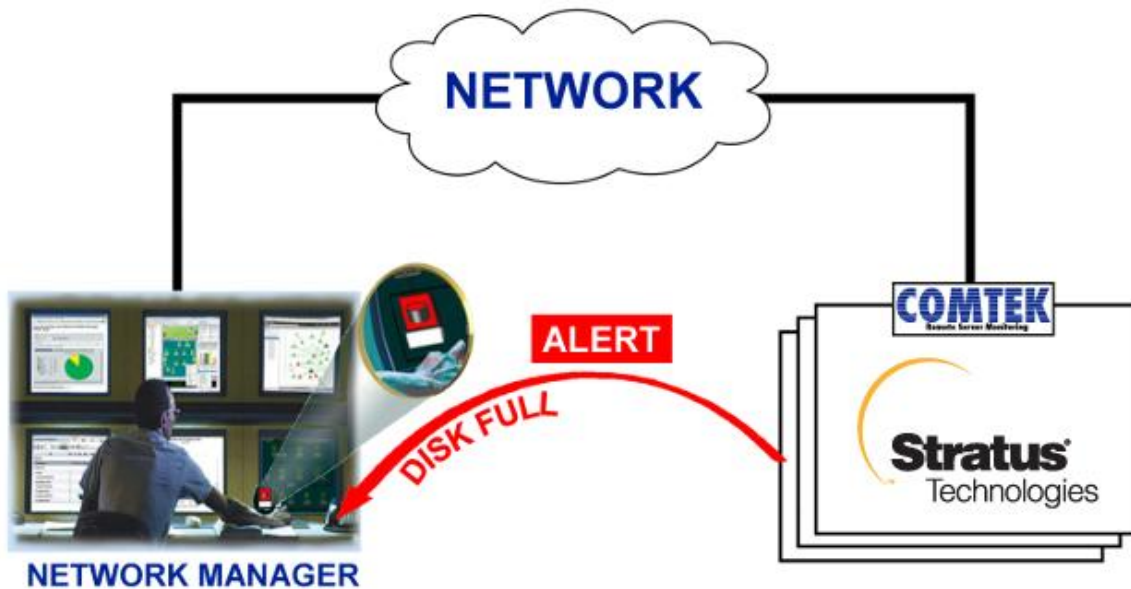 NETWORK
COMTEK
Remote Server Monitoring
ALERT
DISK FULL
Stratus®
Technologies
NETWORK MANAGER